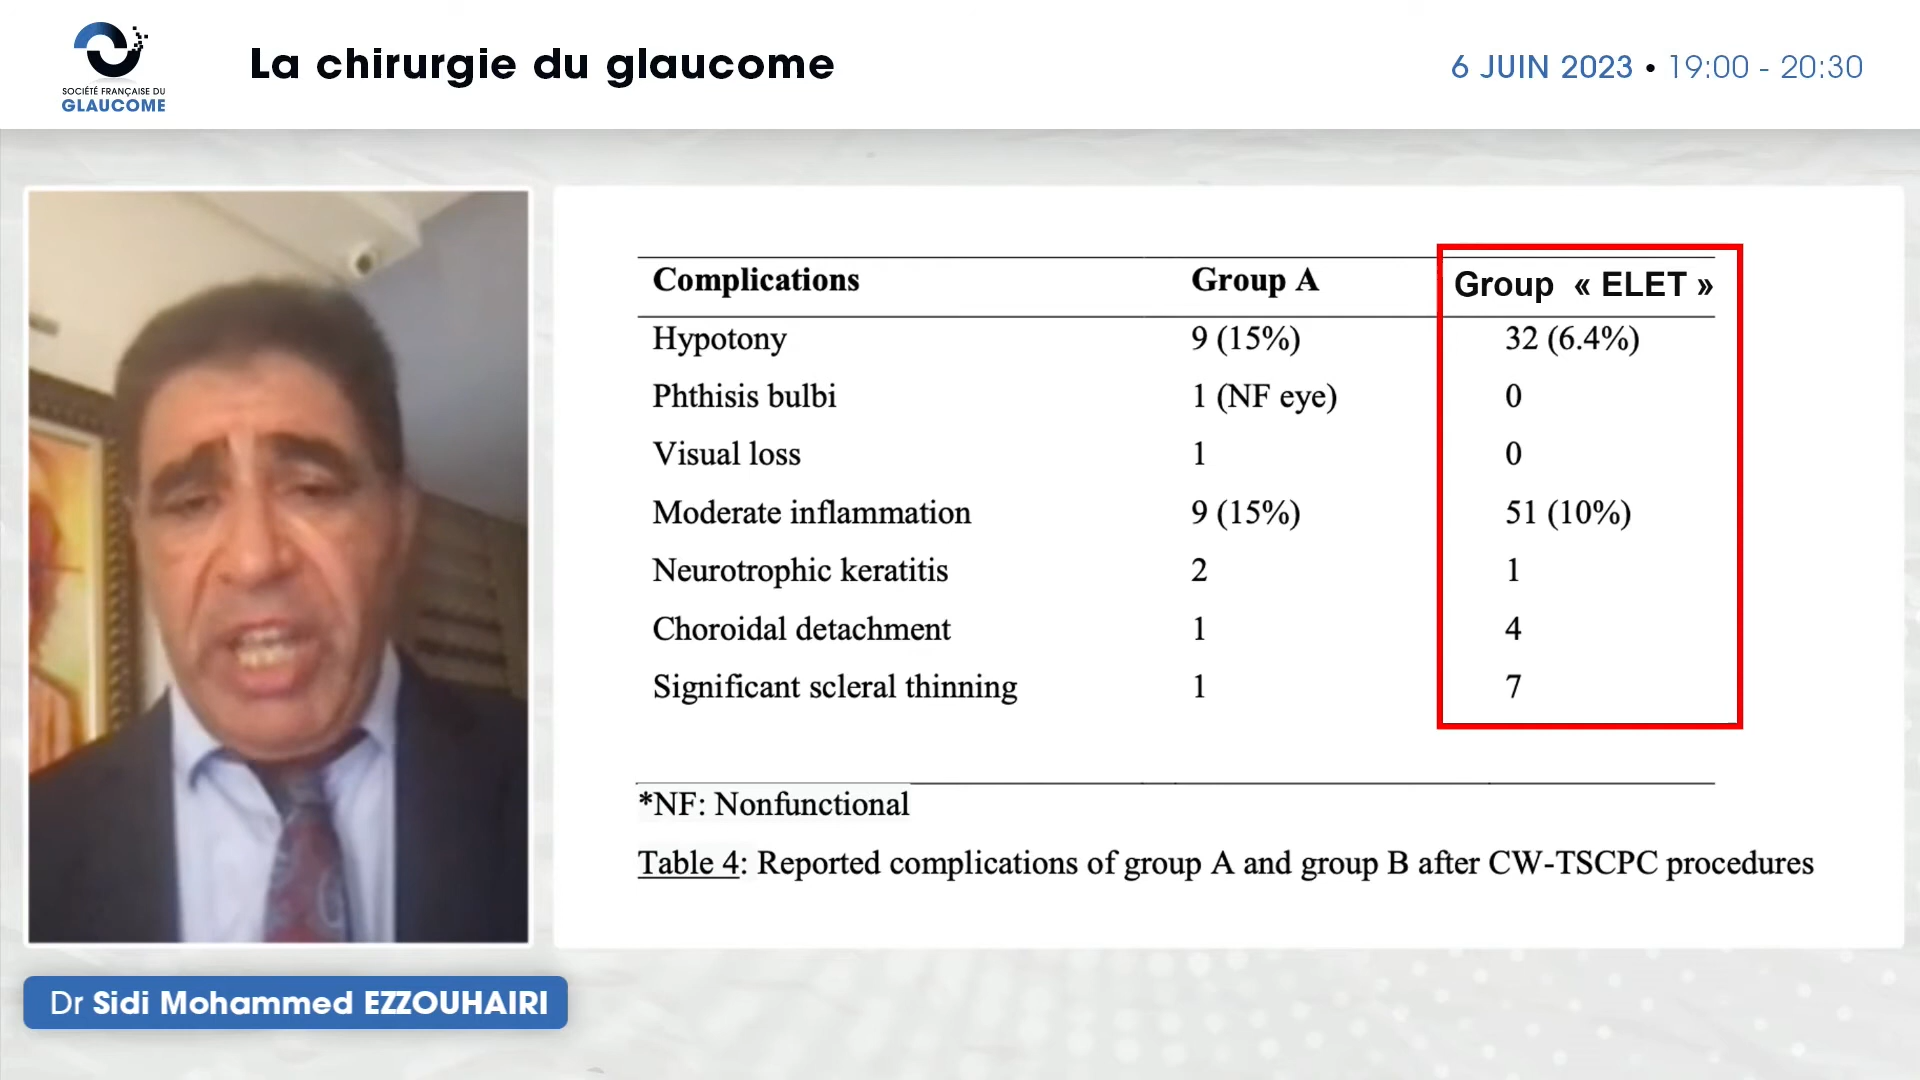 SOCIÉTÉ FRANÇAISE DU
GLAUCOME
La chirurgie du glaucome
6 JUIN 2023 • 19:00 - 20:30
Complications Group A Group « ELET »
Hypotony 9 (15%) 32 (6.4%)
Phthisis bulbi 1 (NF eye) 0
Visual loss 1 0
Moderate inflammation 9 (15%) 51 (10%)
Neurotrophic keratitis 2 1
Choroidal detachment 1 4
Significant scleral thinning 1 7
*NF: Nonfunctional
Table 4: Reported complications of group A and group B after CW-TSCPC procedures
Dr Sidi Mohammed EZZOUHAIRI